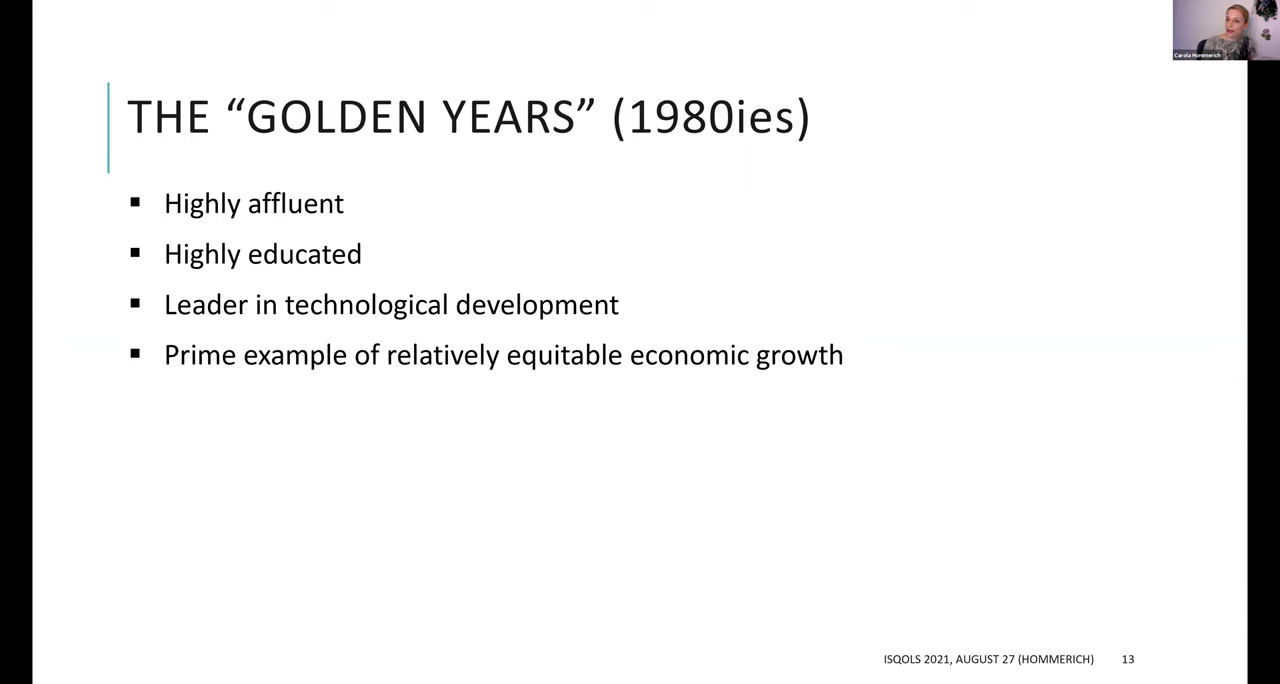 Carola Hommerich
THE “GOLDEN YEARS” (1980ies)
▪ Highly affluent
▪ Highly educated
▪ Leader in technological development
▪ Prime example of relatively equitable economic growth
ISQOLS 2021, AUGUST 27 (HOMMERICH) 13